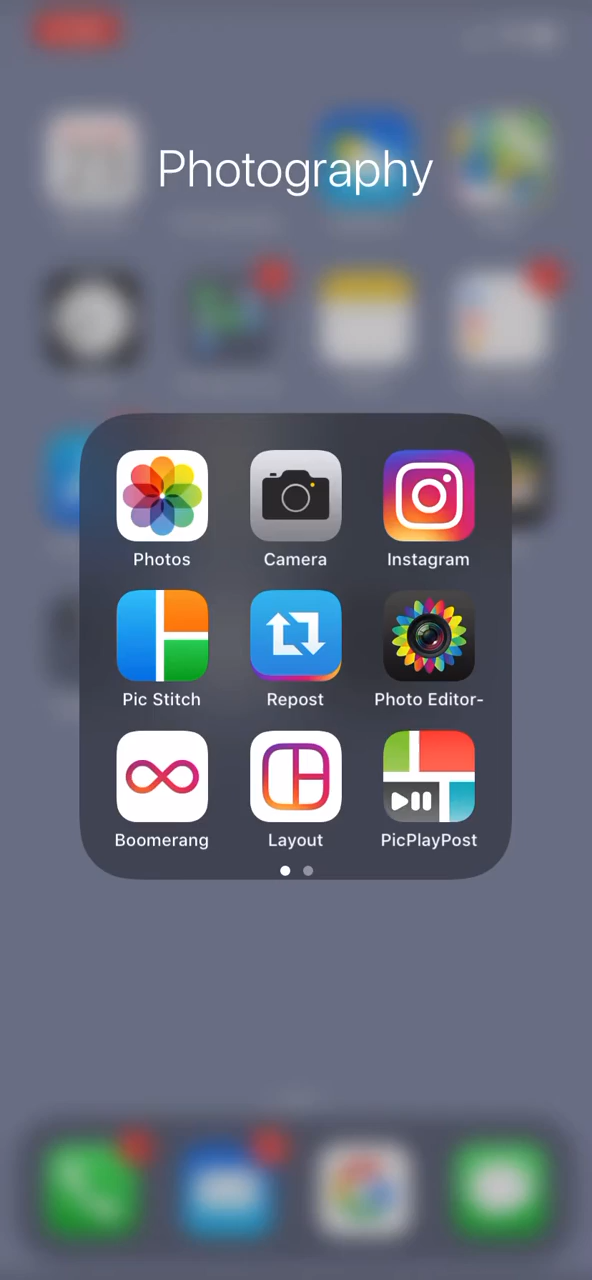 Photography
Photos Camera Instagram
Pic Stitch Repost Photo Editor-
Boomerang Layout PicPlayPost